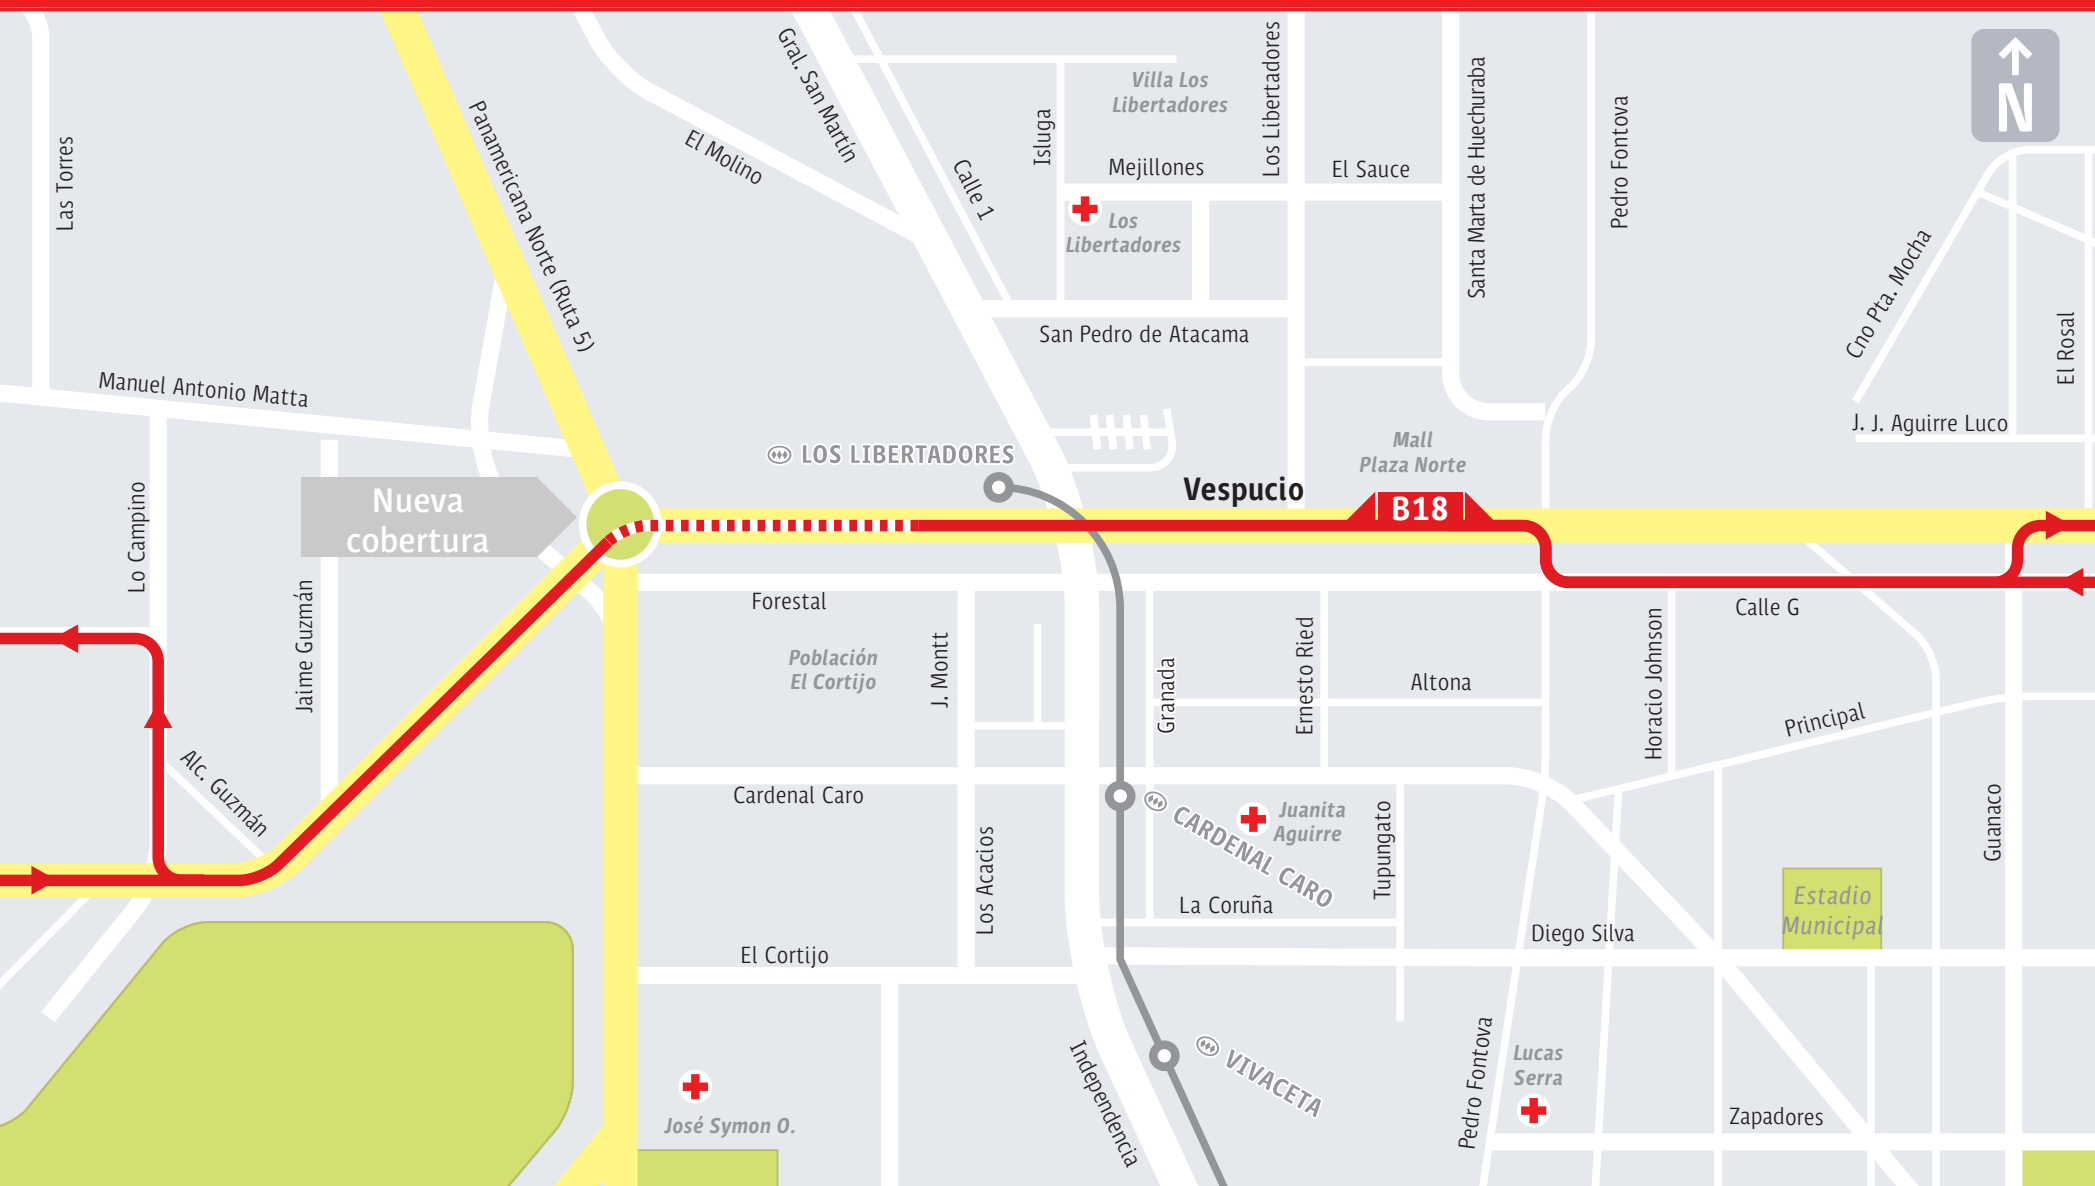 Las Torres
Panamericana Norte (Ruta 5)
El Molino
Gral. San Martín
Calle 1
Isluga
Villa Los
Libertadores
Mejillones
Los Libertadores
El Sauce
Santa Marta de Huechuraba
Pedro Fontova
N
Los
Libertadores
San Pedro de Atacama
Cno Pta. Mocha
El Rosal
J. J. Aguirre Luco
Manuel Antonio Matta
LOS LIBERTADORES
Mall
Plaza Norte
Vespucio
B18
Nueva
cobertura
Lo Campino
Jaime Guzmán
Alc. Guzmán
Forestal
Población
El Cortijo
J. Montt
Granada
Ernesto Ried
Altona
Horacio Johnson
Calle G
Principal
Guanaco
Cardenal Caro
CARDENAL CARO
Juanita
Aguirre
Tupungato
Los Acacios
La Coruña
Diego Silva
Estadio
Municipal
El Cortijo
Independencia
VIVACETA
José Symon O.
Pedro Fontova
Lucas
Serra
Zapadores